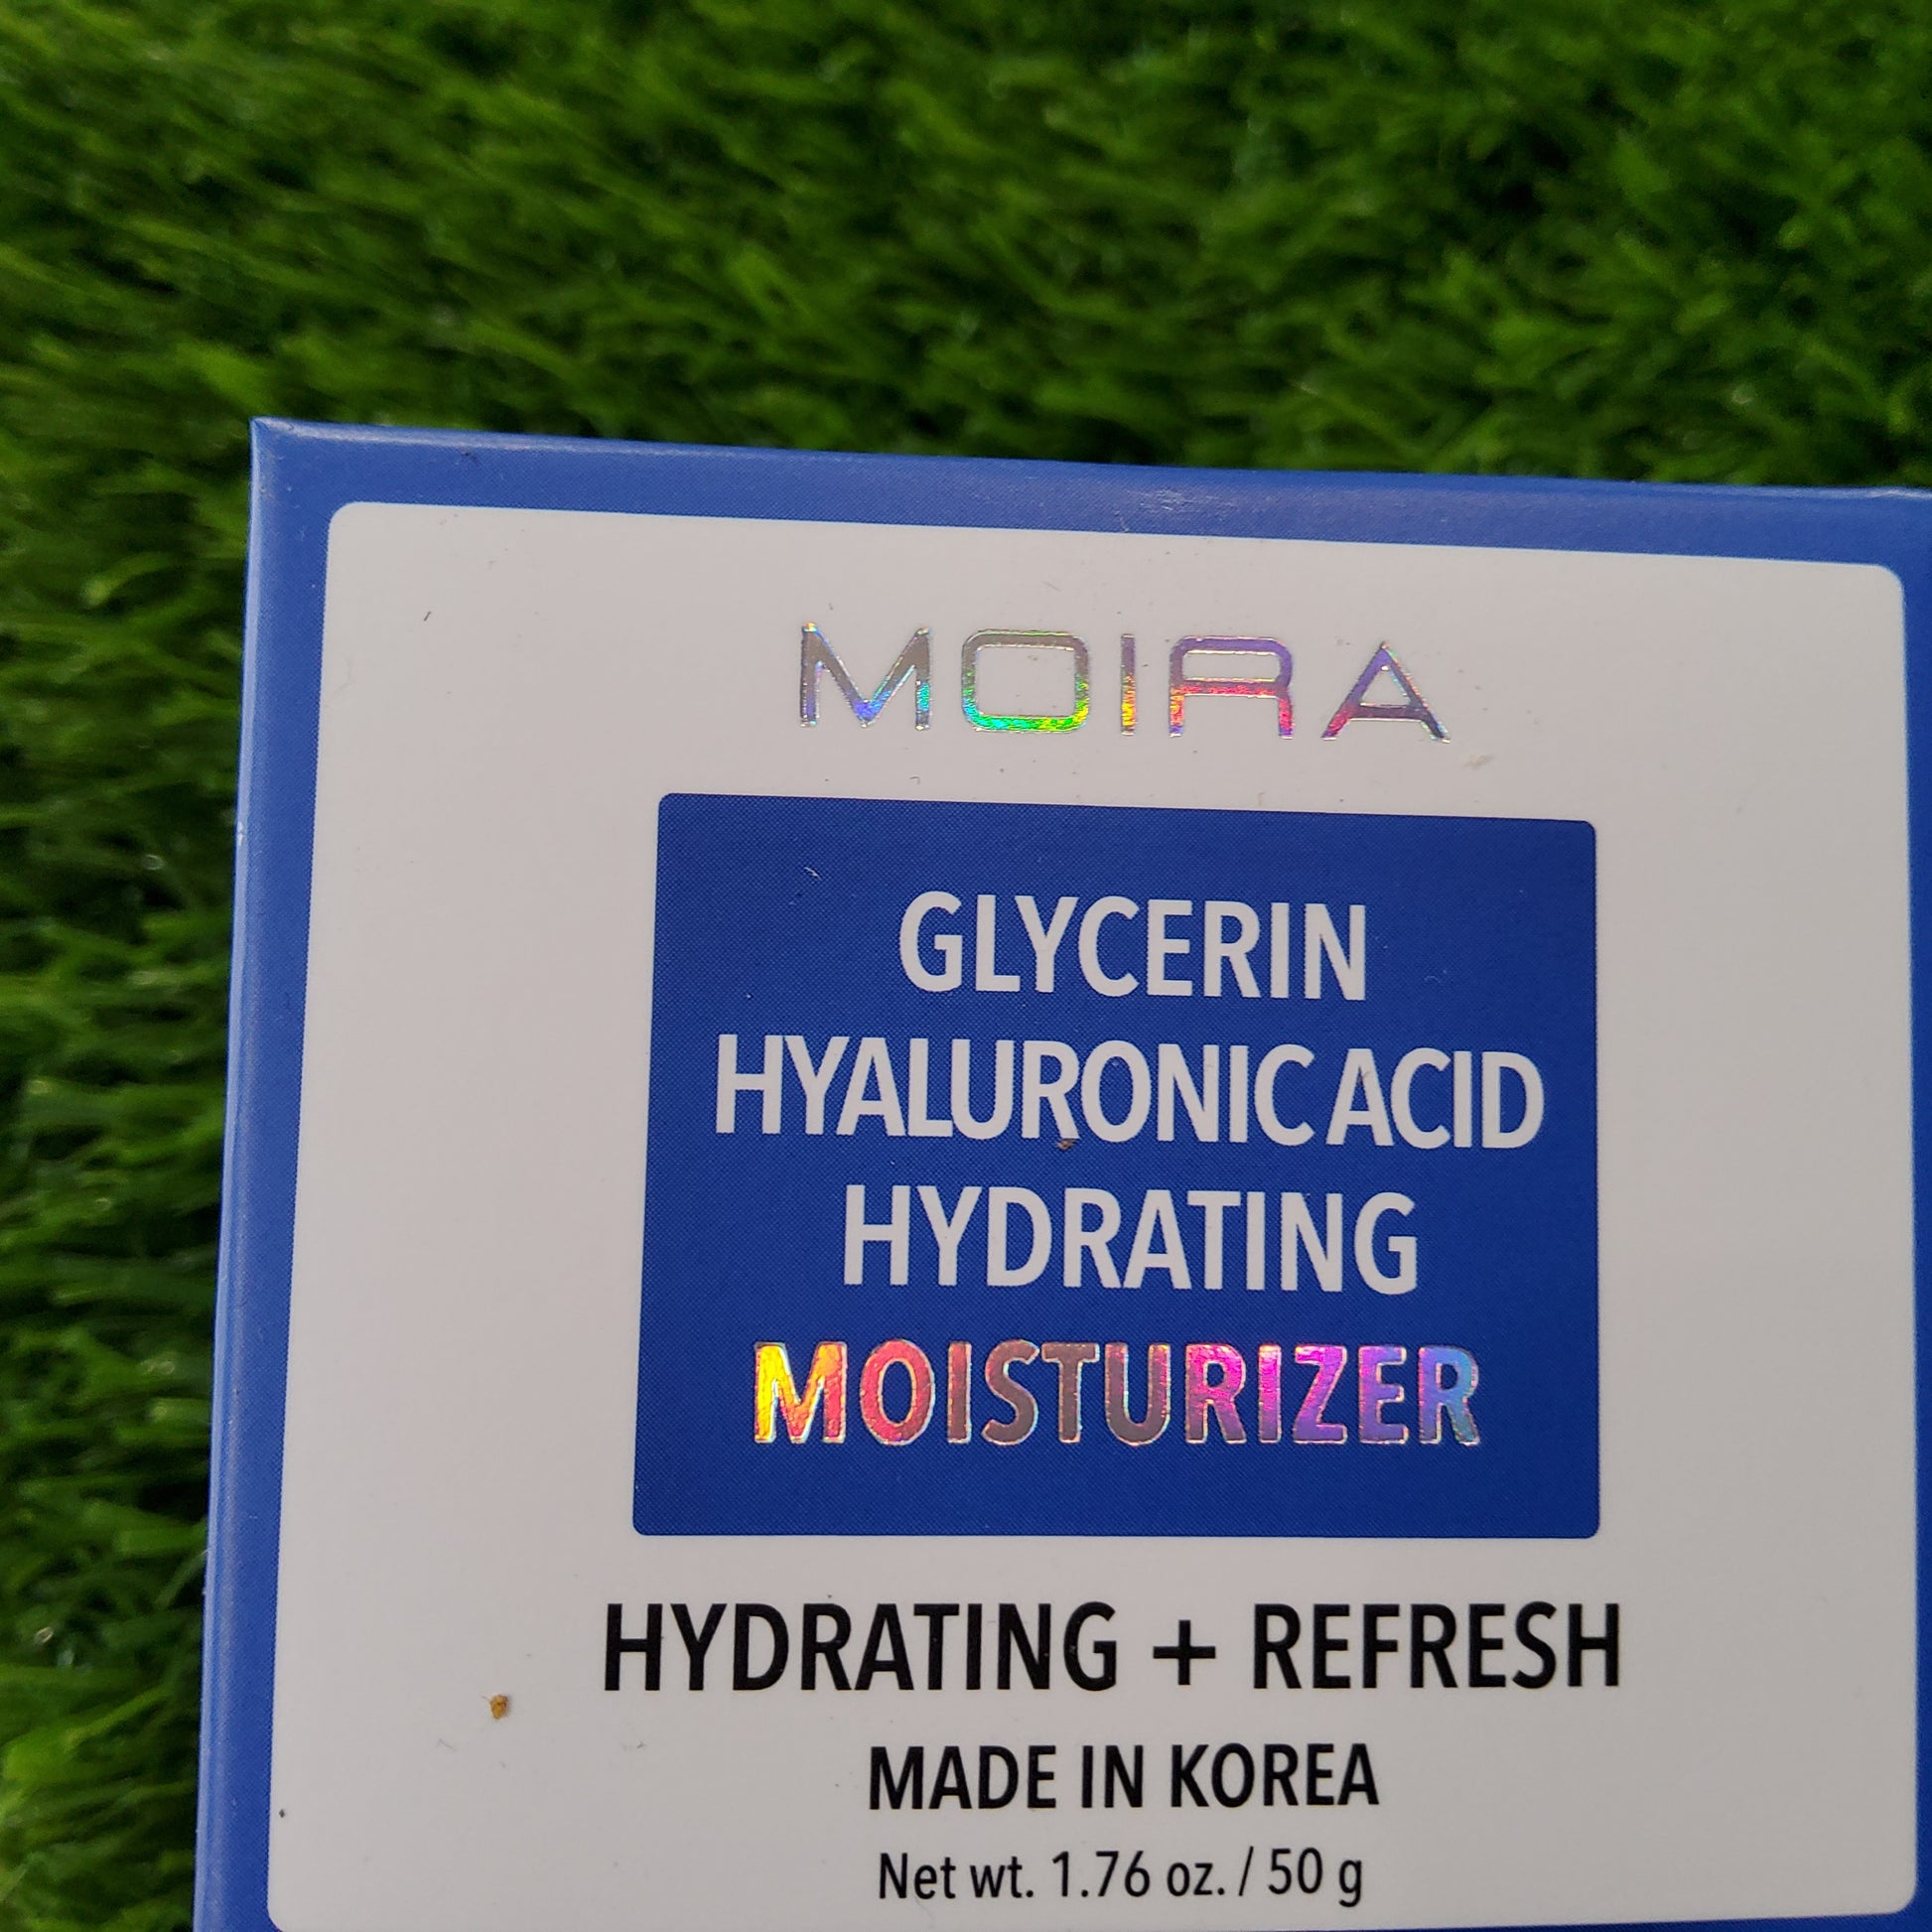 MOIRA
GLYCERIN
HYALURONIC ACID
HYDRATING
MOISTURIZER
HYDRATING + REFRESH
MADE IN KOREA
Net wt. 1.76 oz. / 50 g